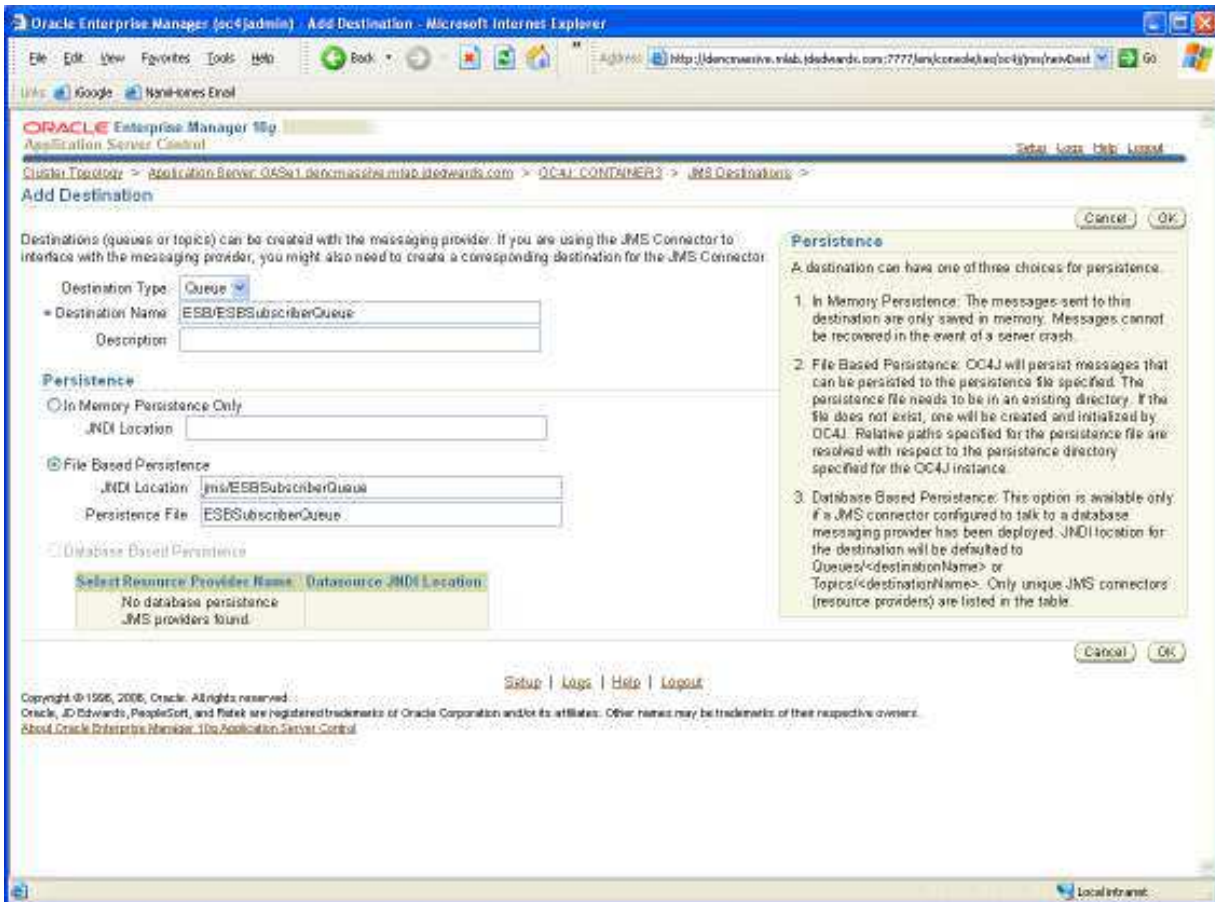 Oracle Enterprise Manager (oc4jadmin) - Add Destination - Microsoft Internet Explorer
File Edit View Favorites Tools Help Back Address http://dencmassive.mlab.jdedwards.com:7777/em/console/ias/oc4j/jms/newDest Go
Links iGoogle
ORACLE Enterprise Manager 10g
Application Server Control
Setup Logs Help Logout
Cluster Topology > Application Server: OASe1.dencmassive.mlab.jdedwards.com > OC4J_CONTAINER3 > JMS Destinations >
Add Destination
Cancel OK
Destinations (queues or topics) can be created with the messaging provider. If you are using the JMS Connector to
interface with the messaging provider, you might also need to create a corresponding destination for the JMS Connector.
Destination Type Queue
* Destination Name ESB/ESBSubscriberQueue
Description
Persistence
In Memory Persistence Only
JNDI Location
File Based Persistence
JNDI Location jms/ESBSubscriberQueue
Persistence File ESBSubscriberQueue
Database Based Persistence
Select Resource Provider Name Datasource JNDI Location
No database persistence
JMS providers found.
Persistence
A destination can have one of three choices for persistence.
1. In Memory Persistence: The messages sent to this
destination are only saved in memory. Messages cannot
be recovered in the event of a server crash.
2. File Based Persistence: OC4J will persist messages that
can be persisted to the persistence file specified. The
persistence file needs to be in an existing directory. If the
file does not exist, one will be created and initialized by
OC4J. Relative paths specified for the persistence file are
resolved with respect to the persistence directory
specified for the OC4J instance.
3. Database Based Persistence: This option is available only
if a JMS connector configured to talk to a database
messaging provider has been deployed. JNDI location for
the destination will be defaulted to
Queues/<destinationName> or
Topics/<destinationName>. Only unique JMS connectors
(resource providers) are listed in the table.
Cancel OK
Setup | Logs | Help | Logout
Copyright © 1996, 2006, Oracle. All rights reserved.
Oracle, JD Edwards, PeopleSoft, and Retek are registered trademarks of Oracle Corporation and/or its affiliates. Other names may be trademarks of their respective owners.
About Oracle Enterprise Manager 10g Application Server Control
Local intranet